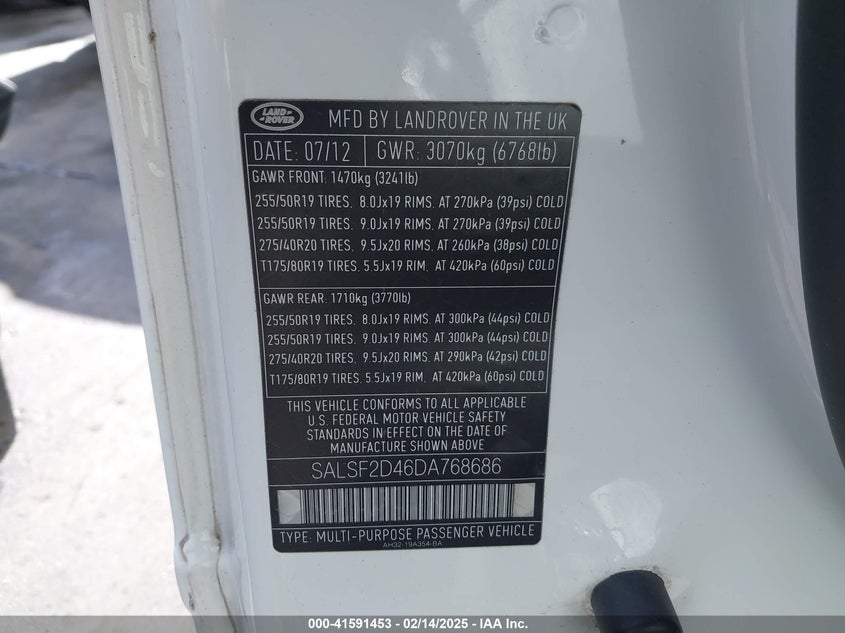 LAND-
-ROVER
MFD BY LANDROVER IN THE UK
DATE: 07/12 GWR: 3070kg (6768lb)
GAWR FRONT: 1470kg (3241lb)
255/50R19 TIRES. 8.0Jx19 RIMS. AT 270kPa (39psi) COLD
255/50R19 TIRES. 9.0Jx19 RIMS. AT 270kPa (39psi) COLD
275/40R20 TIRES. 9.5Jx20 RIMS. AT 260kPa (38psi) COLD
T175/80R19 TIRES. 5.5Jx19 RIM. AT 420kPa (60psi) COLD
GAWR REAR: 1710kg (3770lb)
255/50R19 TIRES. 8.0Jx19 RIMS. AT 300kPa (44psi) COLD
255/50R19 TIRES. 9.0Jx19 RIMS. AT 300kPa (44psi) COLD
275/40R20 TIRES. 9.5Jx20 RIMS. AT 290kPa (42psi) COLD
T175/80R19 TIRES. 5.5Jx19 RIM. AT 420kPa (60psi) COLD
THIS VEHICLE CONFORMS TO ALL APPLICABLE
U.S. FEDERAL MOTOR VEHICLE SAFETY
STANDARDS IN EFFECT ON THE DATE OF
MANUFACTURE SHOWN ABOVE.
SALSF2D46DA768686
TYPE: MULTI-PURPOSE PASSENGER VEHICLE
AH32-19A354-BA
000-41591453 - 02/14/2025 - IAA Inc.